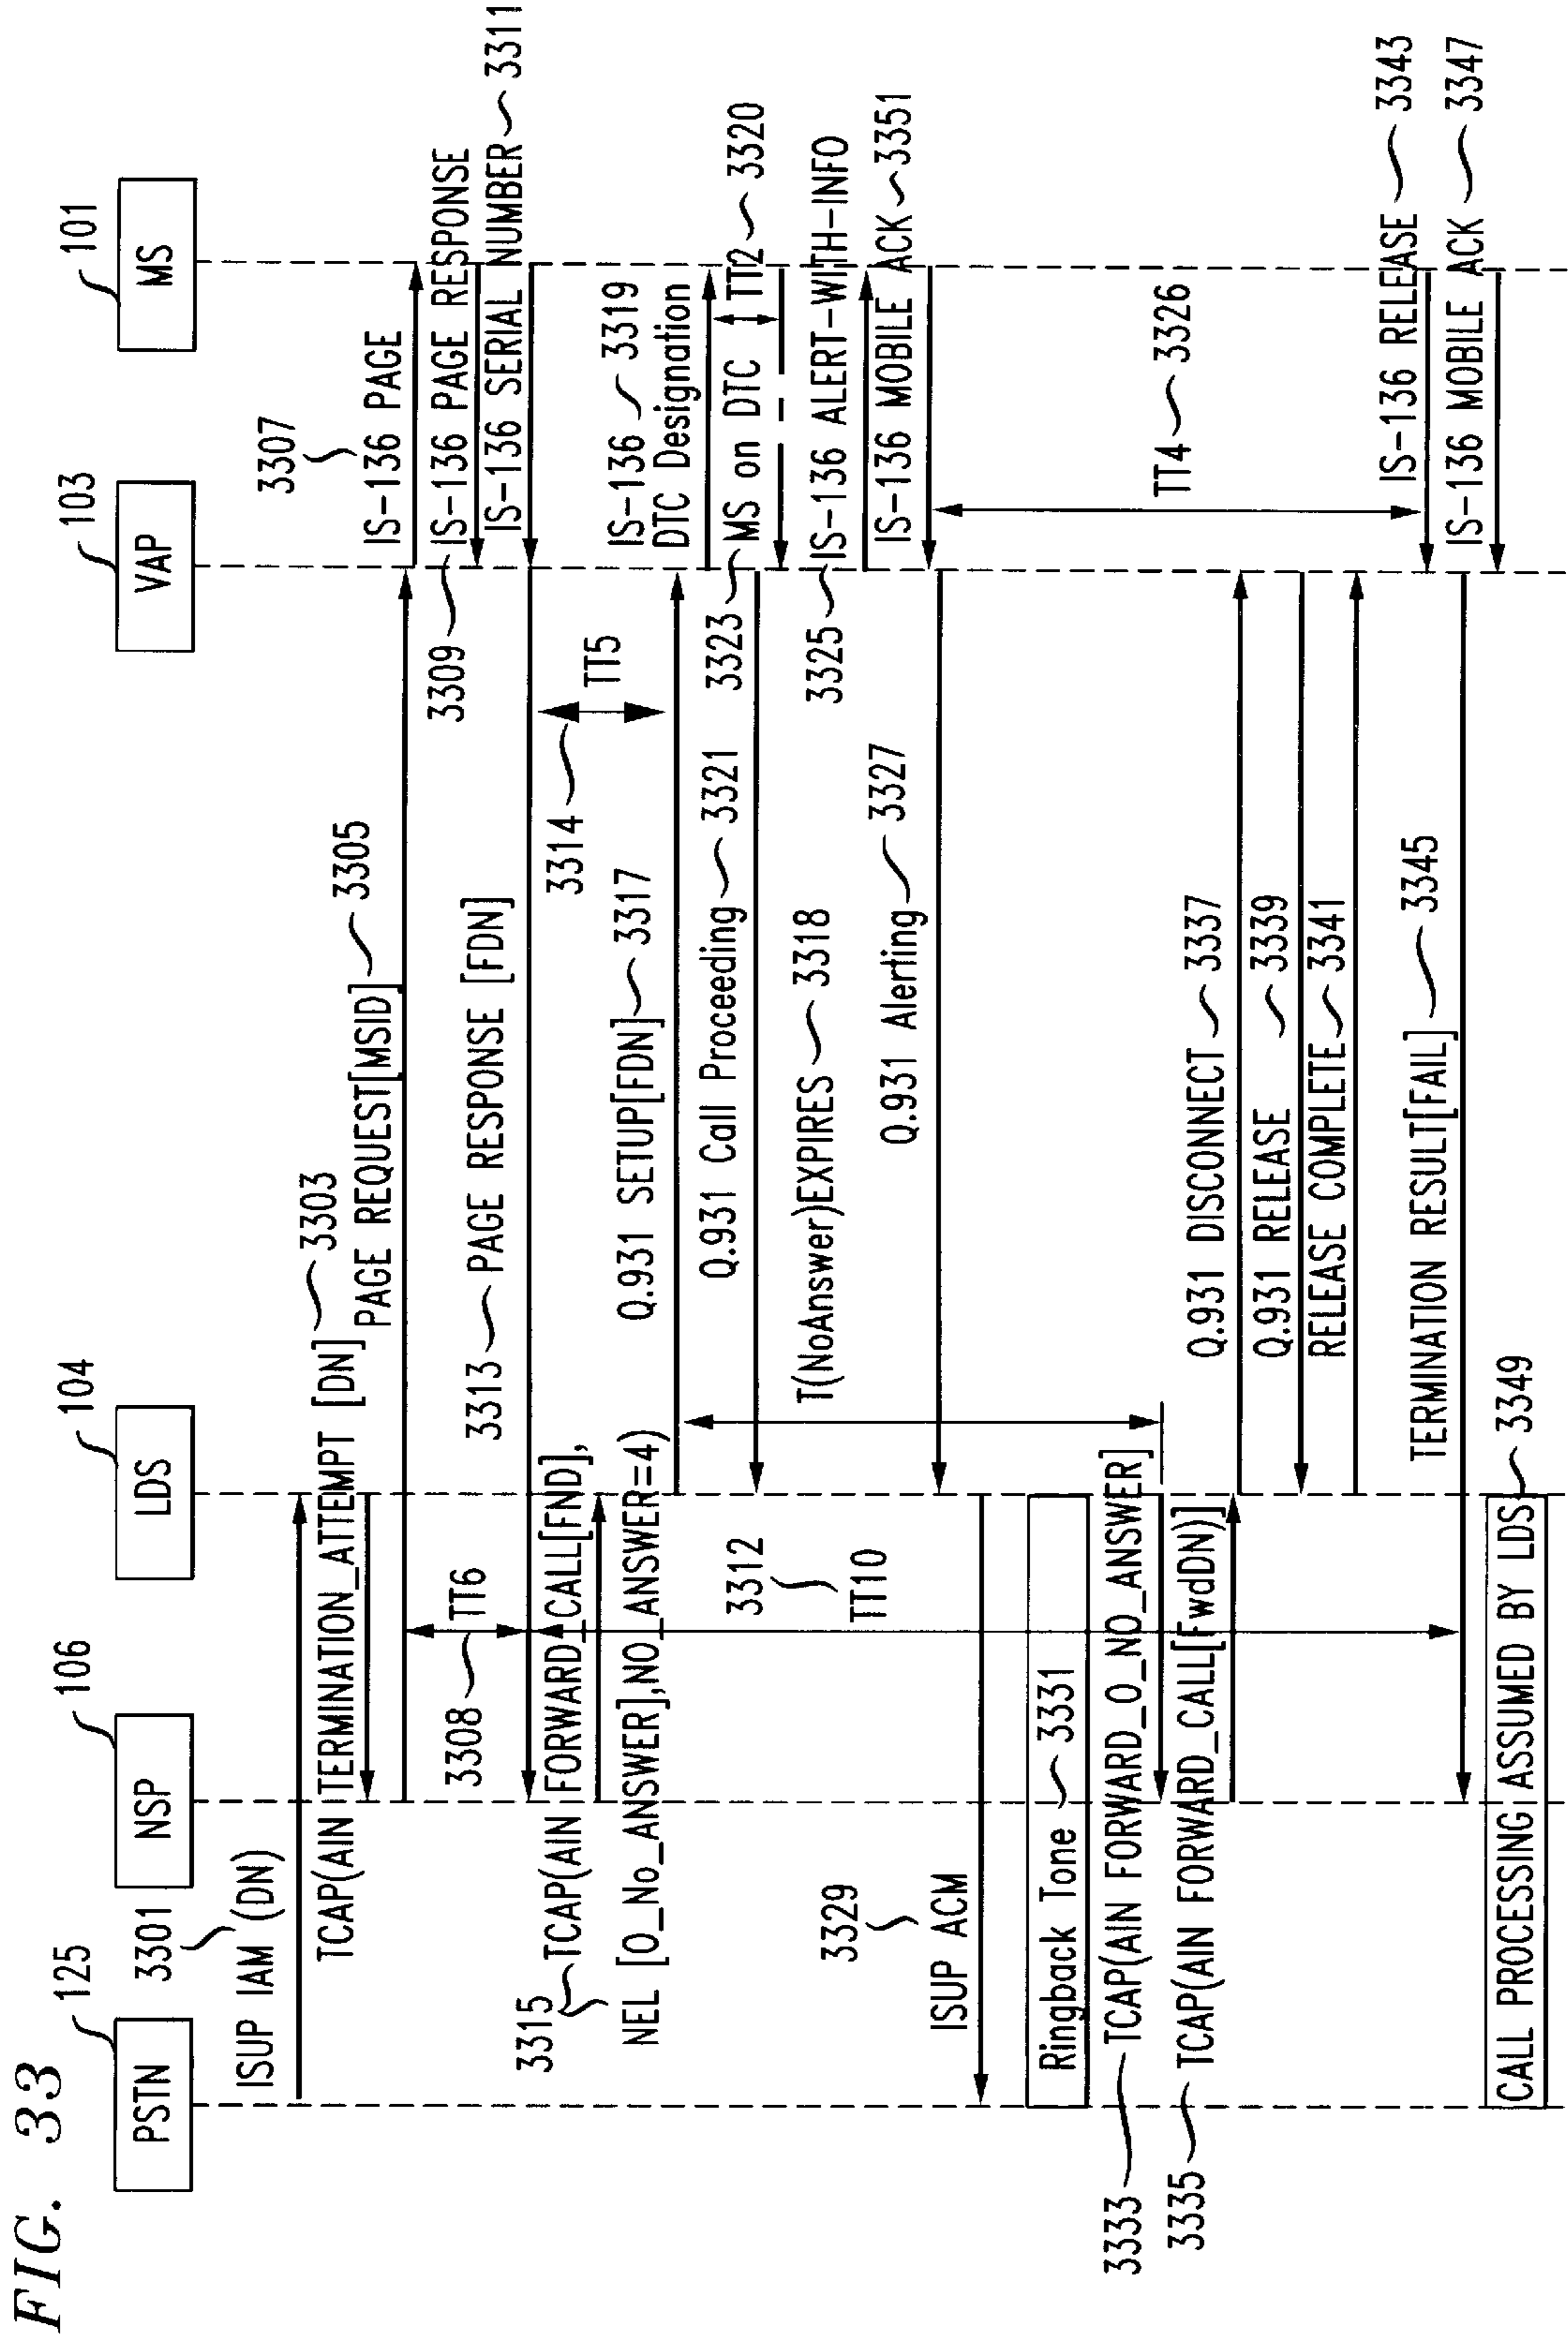 FIG. 33
PSTN
125
NSP
106
LDS
104
VAP
103
MS
101
3301
ISUP IAM (DN)
TCAP(AIN TERMINATION_ATTEMPT [DN]
3303
PAGE REQUEST[MSID]
3305
3307
IS-136 PAGE
3308
TT6
3309
IS-136 PAGE RESPONSE
IS-136 SERIAL NUMBER
3311
3313
PAGE RESPONSE [FDN]
3314
TT5
3315
TCAP(AIN FORWARD_CALL[FND],
NEL [O_No_ANSWER],NO_ANSWER=4)
Q.931 SETUP[FDN]
3317
IS-136
3319
DTC Designation
Q.931 Call Proceeding
3321
3323
MS on DTC
TT2
3320
3312
TT10
T(NoAnswer)EXPIRES
3318
3325
IS-136 ALERT-WITH-INFO
IS-136 MOBILE ACK
3351
Q.931 Alerting
3327
3329
ISUP ACM
Ringback Tone
3331
3333
TCAP(AIN FORWARD_O_NO_ANSWER]
3335
TCAP(AIN FORWARD_CALL[FwdDN)]
TT4
3326
Q.931 DISCONNECT
3337
Q.931 RELEASE
3339
RELEASE COMPLETE
3341
IS-136 RELEASE
3343
TERMINATION RESULT[FAIL]
3345
IS-136 MOBILE ACK
3347
CALL PROCESSING ASSUMED BY LDS
3349